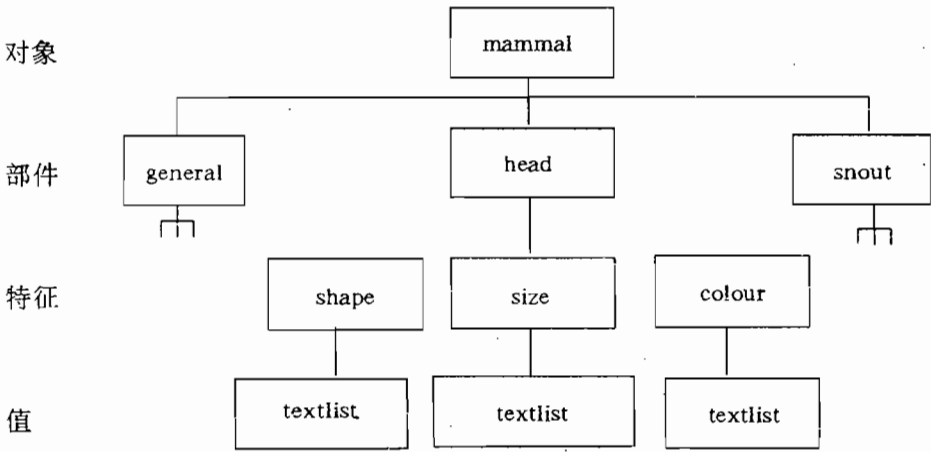 对象
mammal
部件
general
head
snout
特征
shape
size
colour
值
textlist
textlist
textlist